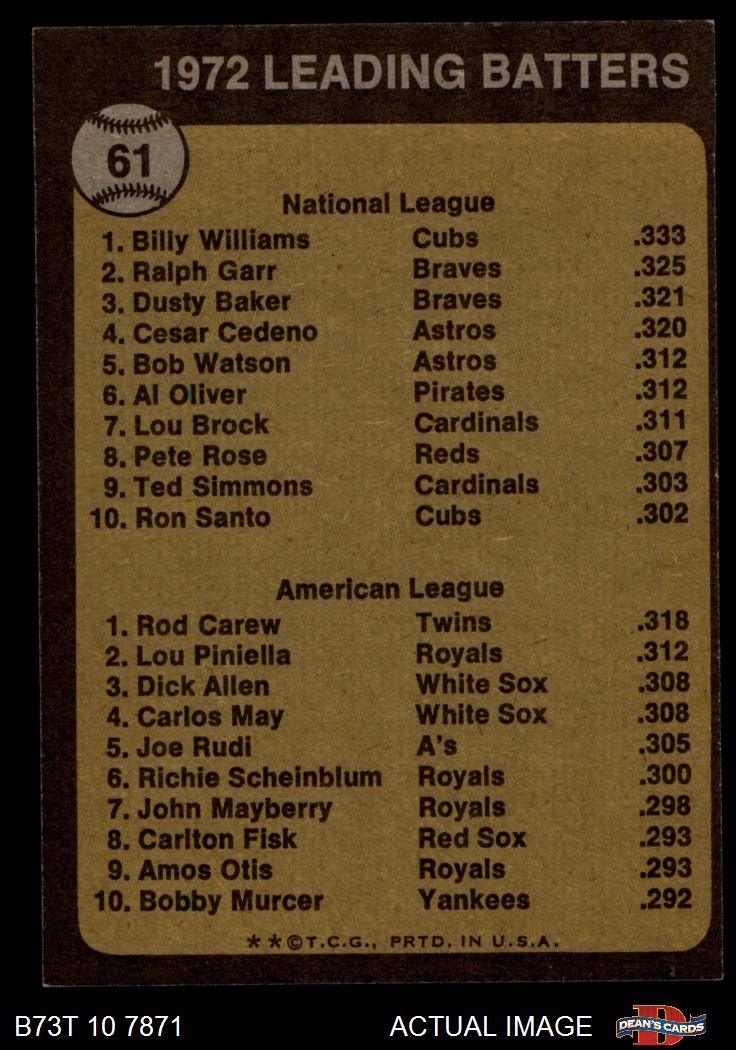 1972 LEADING BATTERS
61
National League
1. Billy Williams Cubs .333
2. Ralph Garr Braves .325
3. Dusty Baker Braves .321
4. Cesar Cedeno Astros .320
5. Bob Watson Astros .312
6. Al Oliver Pirates .312
7. Lou Brock Cardinals .311
8. Pete Rose Reds .307
9. Ted Simmons Cardinals .303
10. Ron Santo Cubs .302
American League
1. Rod Carew Twins .318
2. Lou Piniella Royals .312
3. Dick Allen White Sox .308
4. Carlos May White Sox .308
5. Joe Rudi A's .305
6. Richie Scheinblum Royals .300
7. John Mayberry Royals .298
8. Carlton Fisk Red Sox .293
9. Amos Otis Royals .293
10. Bobby Murcer Yankees .292
* * © T.C.G., PRTD. IN U.S.A.
B73T 10 7871 ACTUAL IMAGE D DEAN'S CARDS